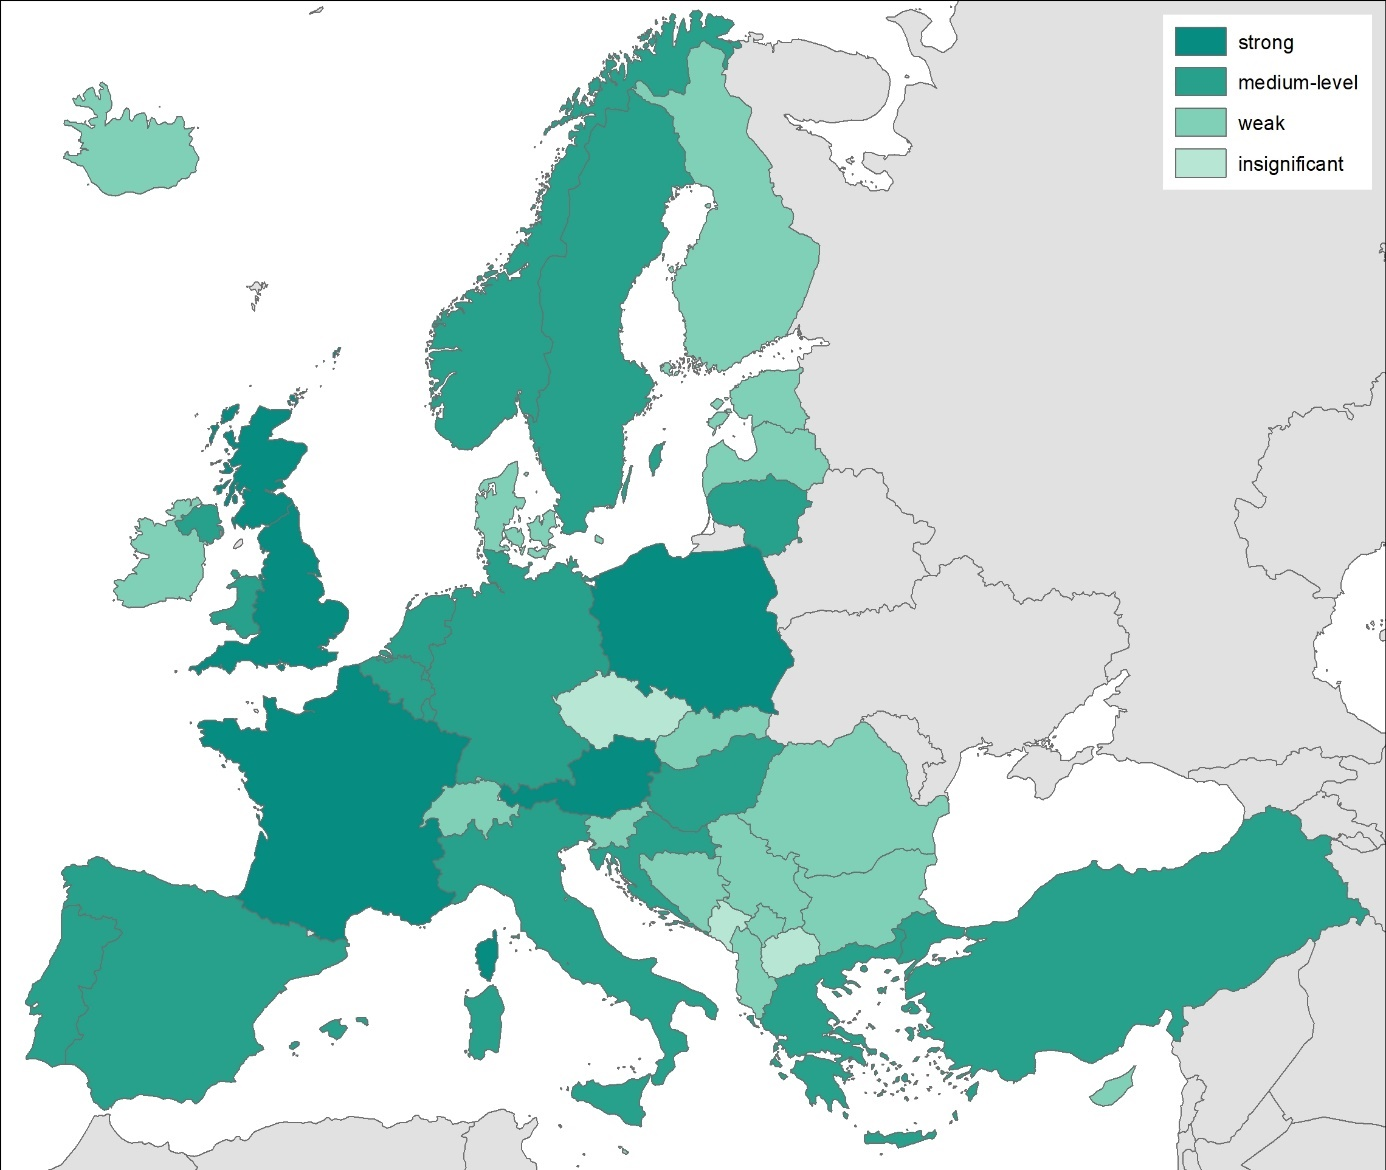 strong
medium-level
weak
insignificant